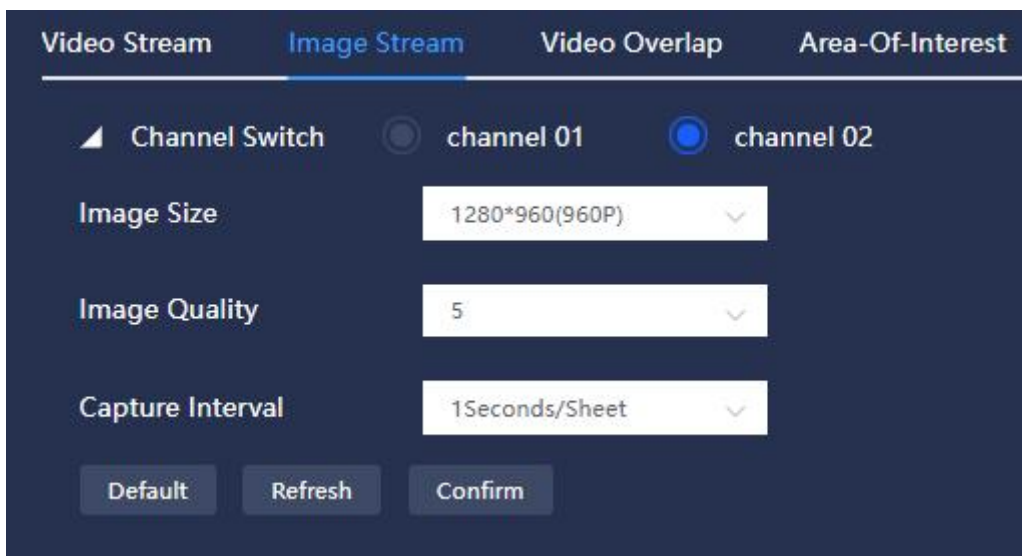 Video Stream Image Stream Video Overlap Area-Of-Interest
Channel Switch channel 01 channel 02
Image Size 1280*960(960P)
Image Quality 5
Capture Interval 1Seconds/Sheet
Default Refresh Confirm